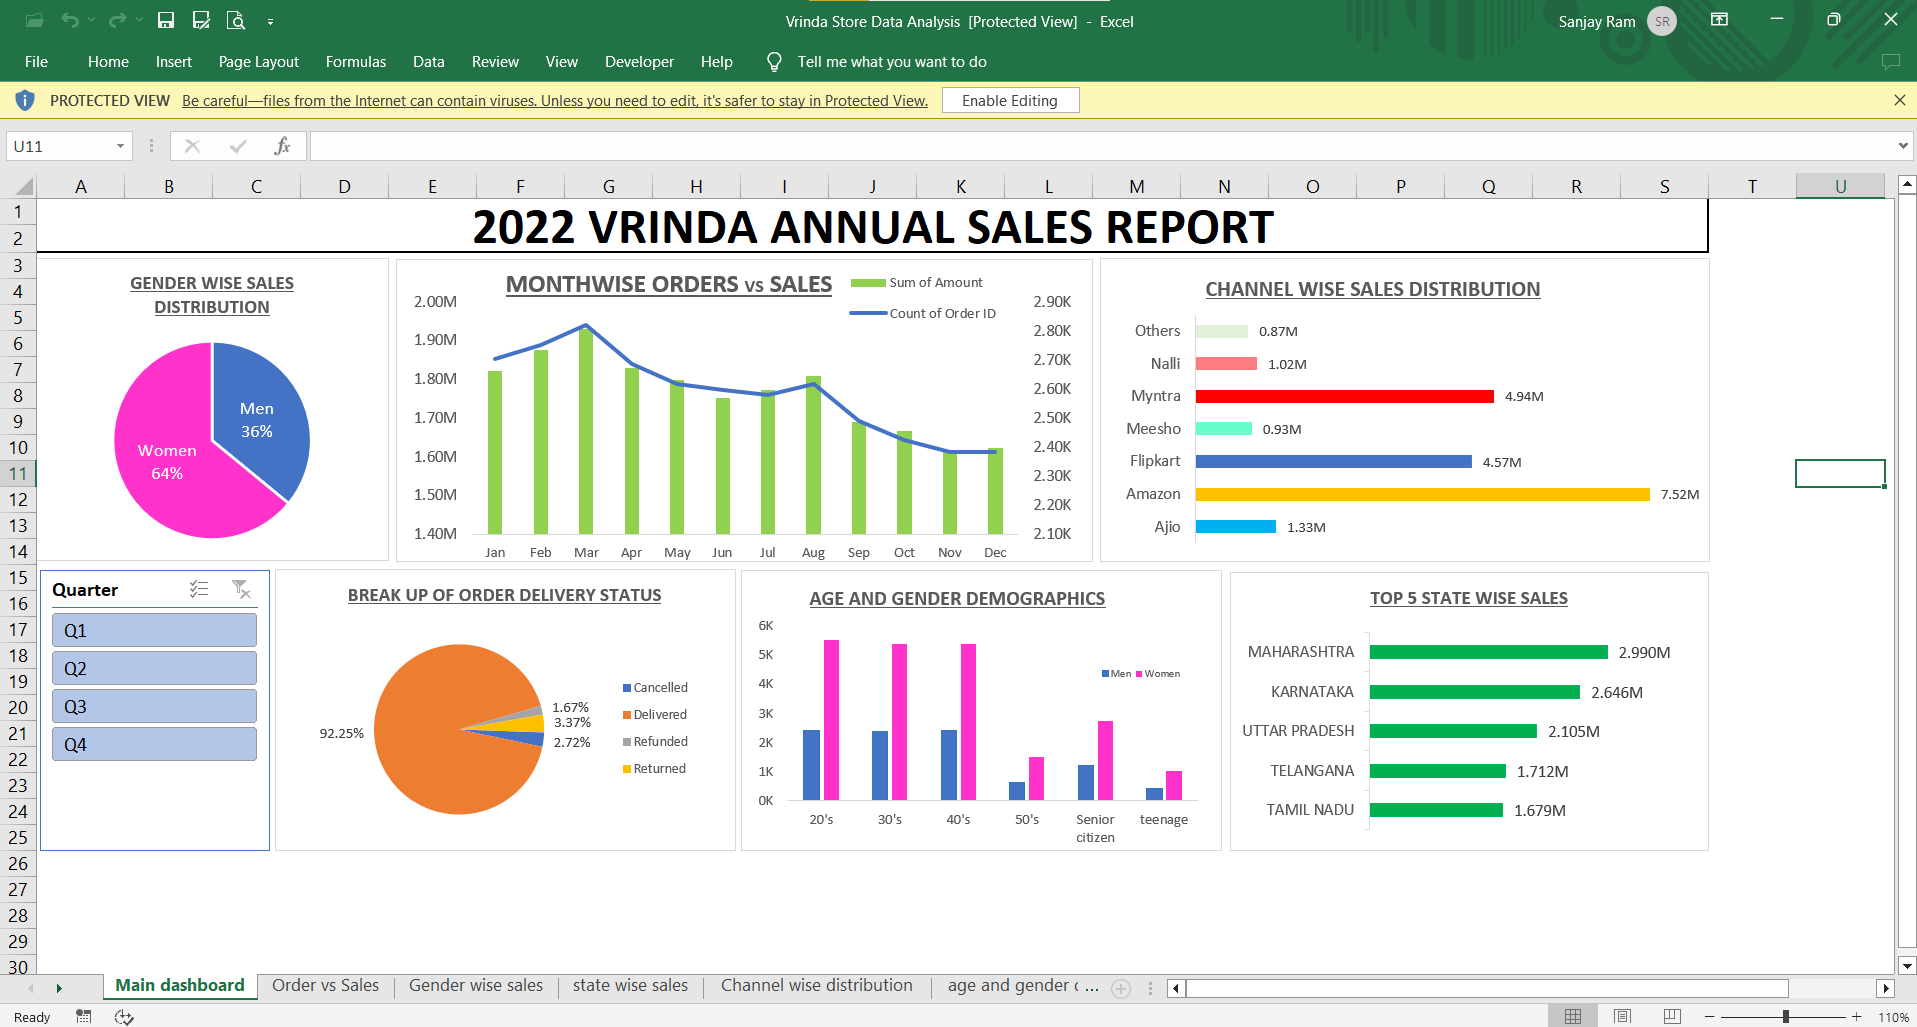 Vrinda Store Data Analysis [Protected View] - Excel
Sanjay Ram SR
File Home Insert Page Layout Formulas Data Review View Developer Help Tell me what you want to do
PROTECTED VIEW Be careful—files from the Internet can contain viruses. Unless you need to edit, it's safer to stay in Protected View. Enable Editing
U11 fx
A B C D E F G H I J K L M N O P Q R S T U
1
2
3
4
5
6
7
8
9
10
11
12
13
14
15
16
17
18
19
20
21
22
23
24
25
26
27
28
29
30
2022 VRINDA ANNUAL SALES REPORT
GENDER WISE SALES
DISTRIBUTION
Men
36%
Women
64%
MONTHWISE ORDERS vs SALES
Sum of Amount
Count of Order ID
2.00M
1.90M
1.80M
1.70M
1.60M
1.50M
1.40M
2.90K
2.80K
2.70K
2.60K
2.50K
2.40K
2.30K
2.20K
2.10K
Jan Feb Mar Apr May Jun Jul Aug Sep Oct Nov Dec
CHANNEL WISE SALES DISTRIBUTION
Others 0.87M
Nalli 1.02M
Myntra 4.94M
Meesho 0.93M
Flipkart 4.57M
Amazon 7.52M
Ajio 1.33M
Quarter
Q1
Q2
Q3
Q4
BREAK UP OF ORDER DELIVERY STATUS
92.25%
1.67%
3.37%
2.72%
Cancelled
Delivered
Refunded
Returned
AGE AND GENDER DEMOGRAPHICS
6K
5K
4K
3K
2K
1K
0K
Men Women
20's 30's 40's 50's Senior citizen teenage
TOP 5 STATE WISE SALES
MAHARASHTRA 2.990M
KARNATAKA 2.646M
UTTAR PRADESH 2.105M
TELANGANA 1.712M
TAMIL NADU 1.679M
Main dashboard Order vs Sales Gender wise sales state wise sales Channel wise distribution age and gender ...
Ready
110%